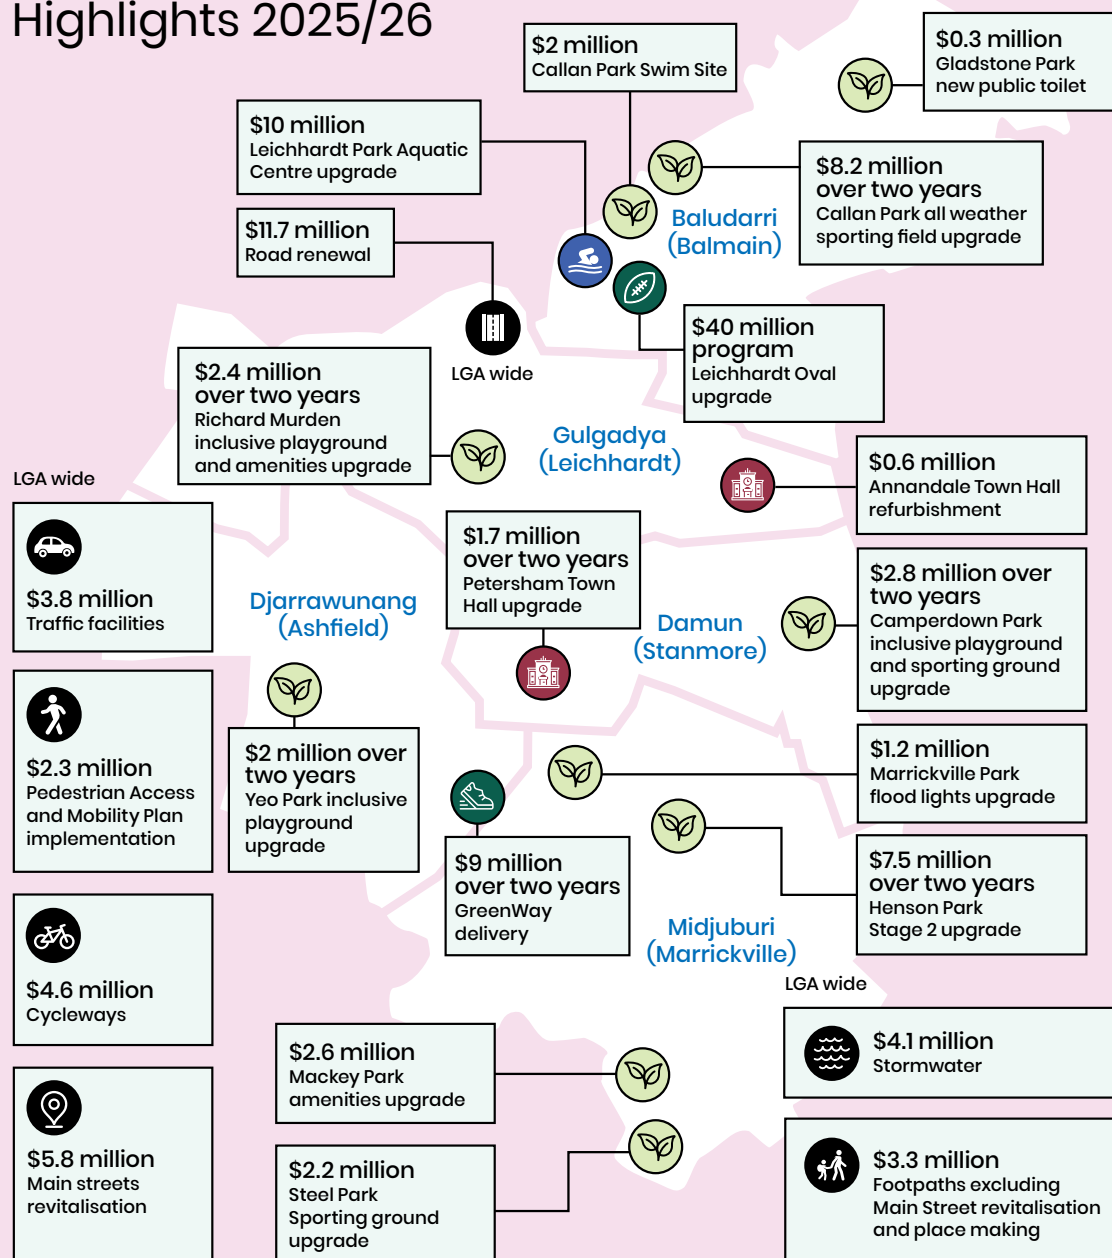 Highlights 2025/26
$2 million
Callan Park Swim Site
$0.3 million
Gladstone Park
new public toilet
$10 million
Leichhardt Park Aquatic
Centre upgrade
$8.2 million
over two years
Callan Park all weather
sporting field upgrade
$11.7 million
Road renewal
LGA wide
Baludarri
(Balmain)
$40 million
program
Leichhardt Oval
upgrade
$2.4 million
over two years
Richard Murden
inclusive playground
and amenities upgrade
Gulgadya
(Leichhardt)
$0.6 million
Annandale Town Hall
refurbishment
LGA wide
$3.8 million
Traffic facilities
$1.7 million
over two years
Petersham Town
Hall upgrade
Djarrawunang
(Ashfield)
Damun
(Stanmore)
$2.8 million over
two years
Camperdown Park
inclusive playground
and sporting ground
upgrade
$2.3 million
Pedestrian Access
and Mobility Plan
implementation
$2 million over
two years
Yeo Park inclusive
playground
upgrade
$1.2 million
Marrickville Park
flood lights upgrade
$9 million
over two years
GreenWay
delivery
$7.5 million
over two years
Henson Park
Stage 2 upgrade
Midjuburi
(Marrickville)
$4.6 million
Cycleways
LGA wide
$4.1 million
Stormwater
$2.6 million
Mackey Park
amenities upgrade
$5.8 million
Main streets
revitalisation
$2.2 million
Steel Park
Sporting ground
upgrade
$3.3 million
Footpaths excluding
Main Street revitalisation
and place making